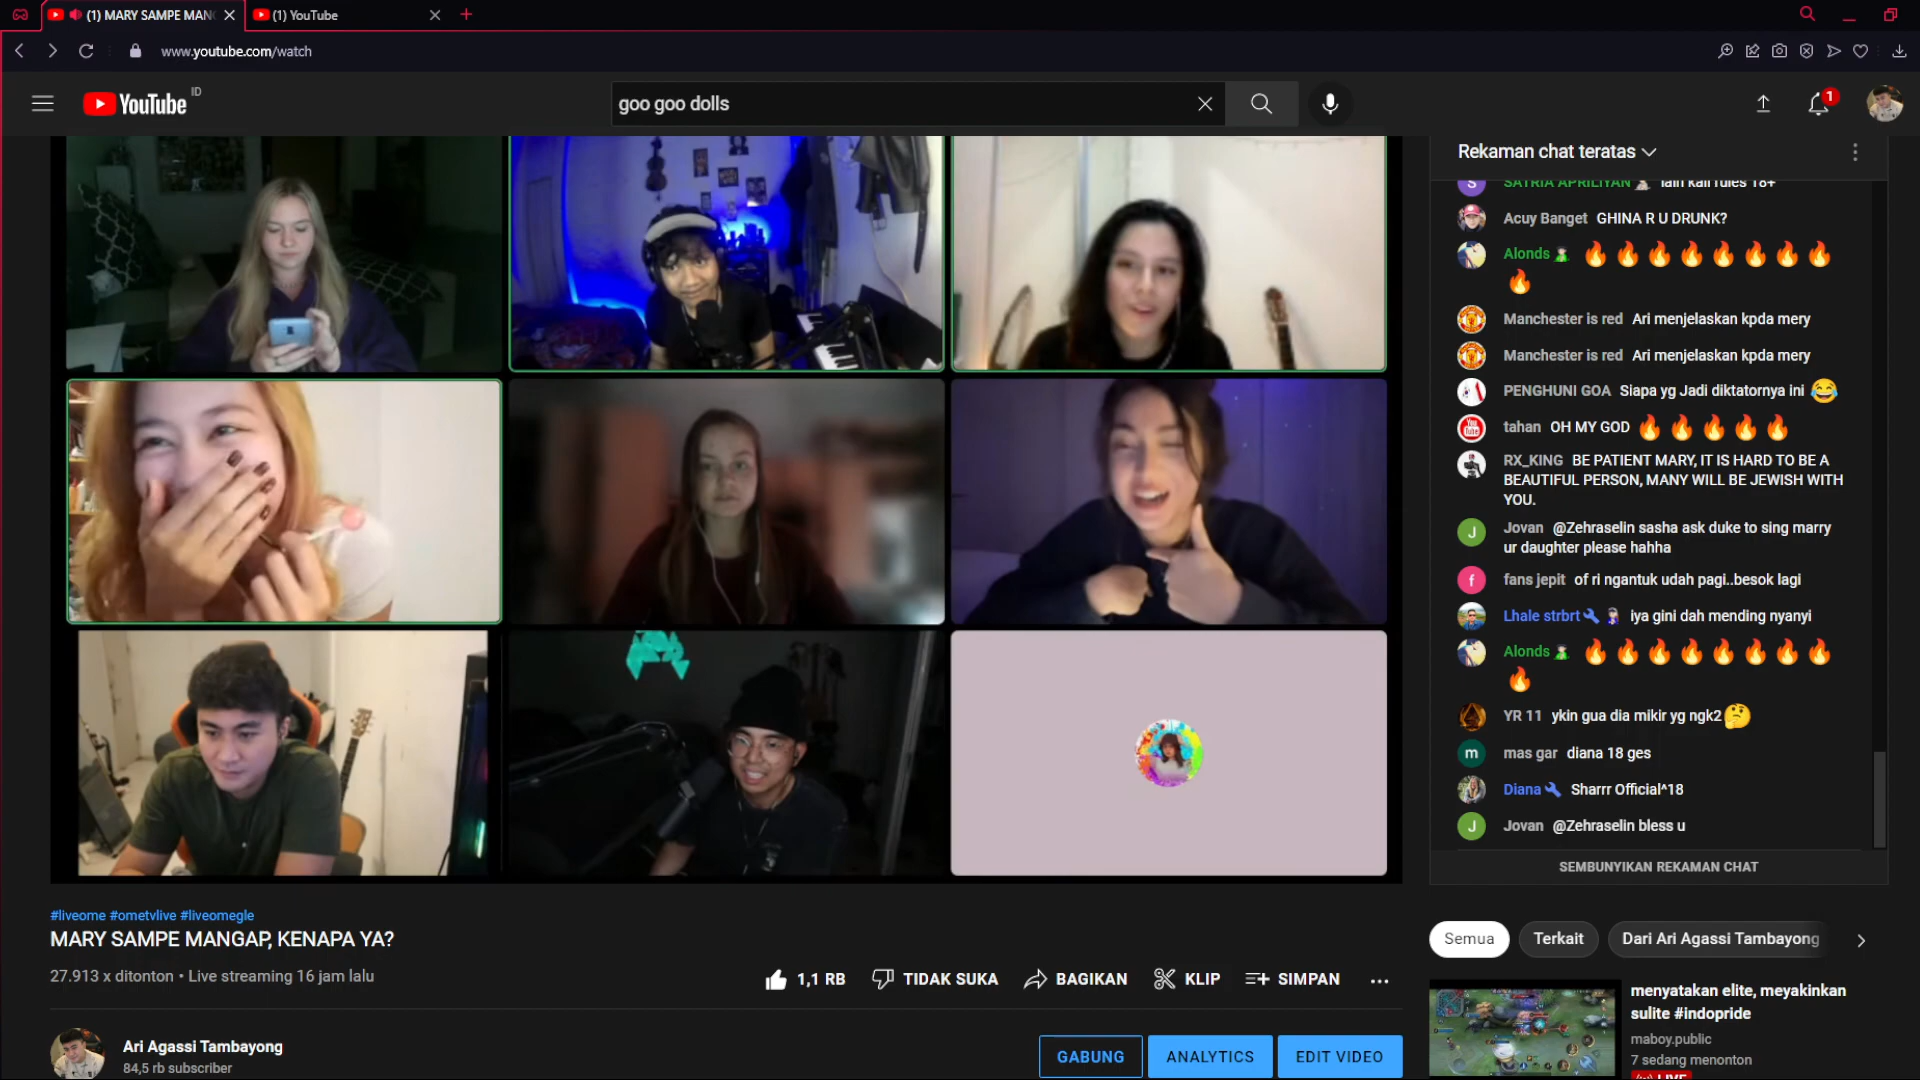 (1) MARY SAMPE MANG
(1) YouTube
www.youtube.com/watch
YouTube ID
goo goo dolls
1
Rekaman chat teratas
SATRIA APRILIYAN lain kali rules 18+
Acuy Banget GHINA R U DRUNK?
Alonds 🔥🔥🔥🔥🔥🔥🔥🔥
🔥
Manchester is red Ari menjelaskan kpda mery
Manchester is red Ari menjelaskan kpda mery
PENGHUNI GOA Siapa yg Jadi diktatornya ini 😂
tahan OH MY GOD 🔥🔥🔥🔥🔥
RX_KING BE PATIENT MARY, IT IS HARD TO BE A
BEAUTIFUL PERSON, MANY WILL BE JEWISH WITH
YOU.
J Jovan @Zehraselin sasha ask duke to sing marry
ur daughter please hahha
f fans jepit of ri ngantuk udah pagi..besok lagi
Lhale strbrt iya gini dah mending nyanyi
Alonds 🔥🔥🔥🔥🔥🔥🔥🔥
🔥
YR 11 ykin gua dia mikir yg ngk2 🤔
m mas gar diana 18 ges
Diana Sharrr Official^18
J Jovan @Zehraselin bless u
SEMBUNYIKAN REKAMAN CHAT
#liveome #ometvlive #liveomegle
MARY SAMPE MANGAP, KENAPA YA?
27.913 x ditonton • Live streaming 16 jam lalu
1,1 RB TIDAK SUKA BAGIKAN KLIP SIMPAN
Ari Agassi Tambayong
84,5 rb subscriber
GABUNG ANALYTICS EDIT VIDEO
Semua Terkait Dari Ari Agassi Tambayong
menyatakan elite, meyakinkan
sulite #indopride
maboy.public
7 sedang menonton
LIVE